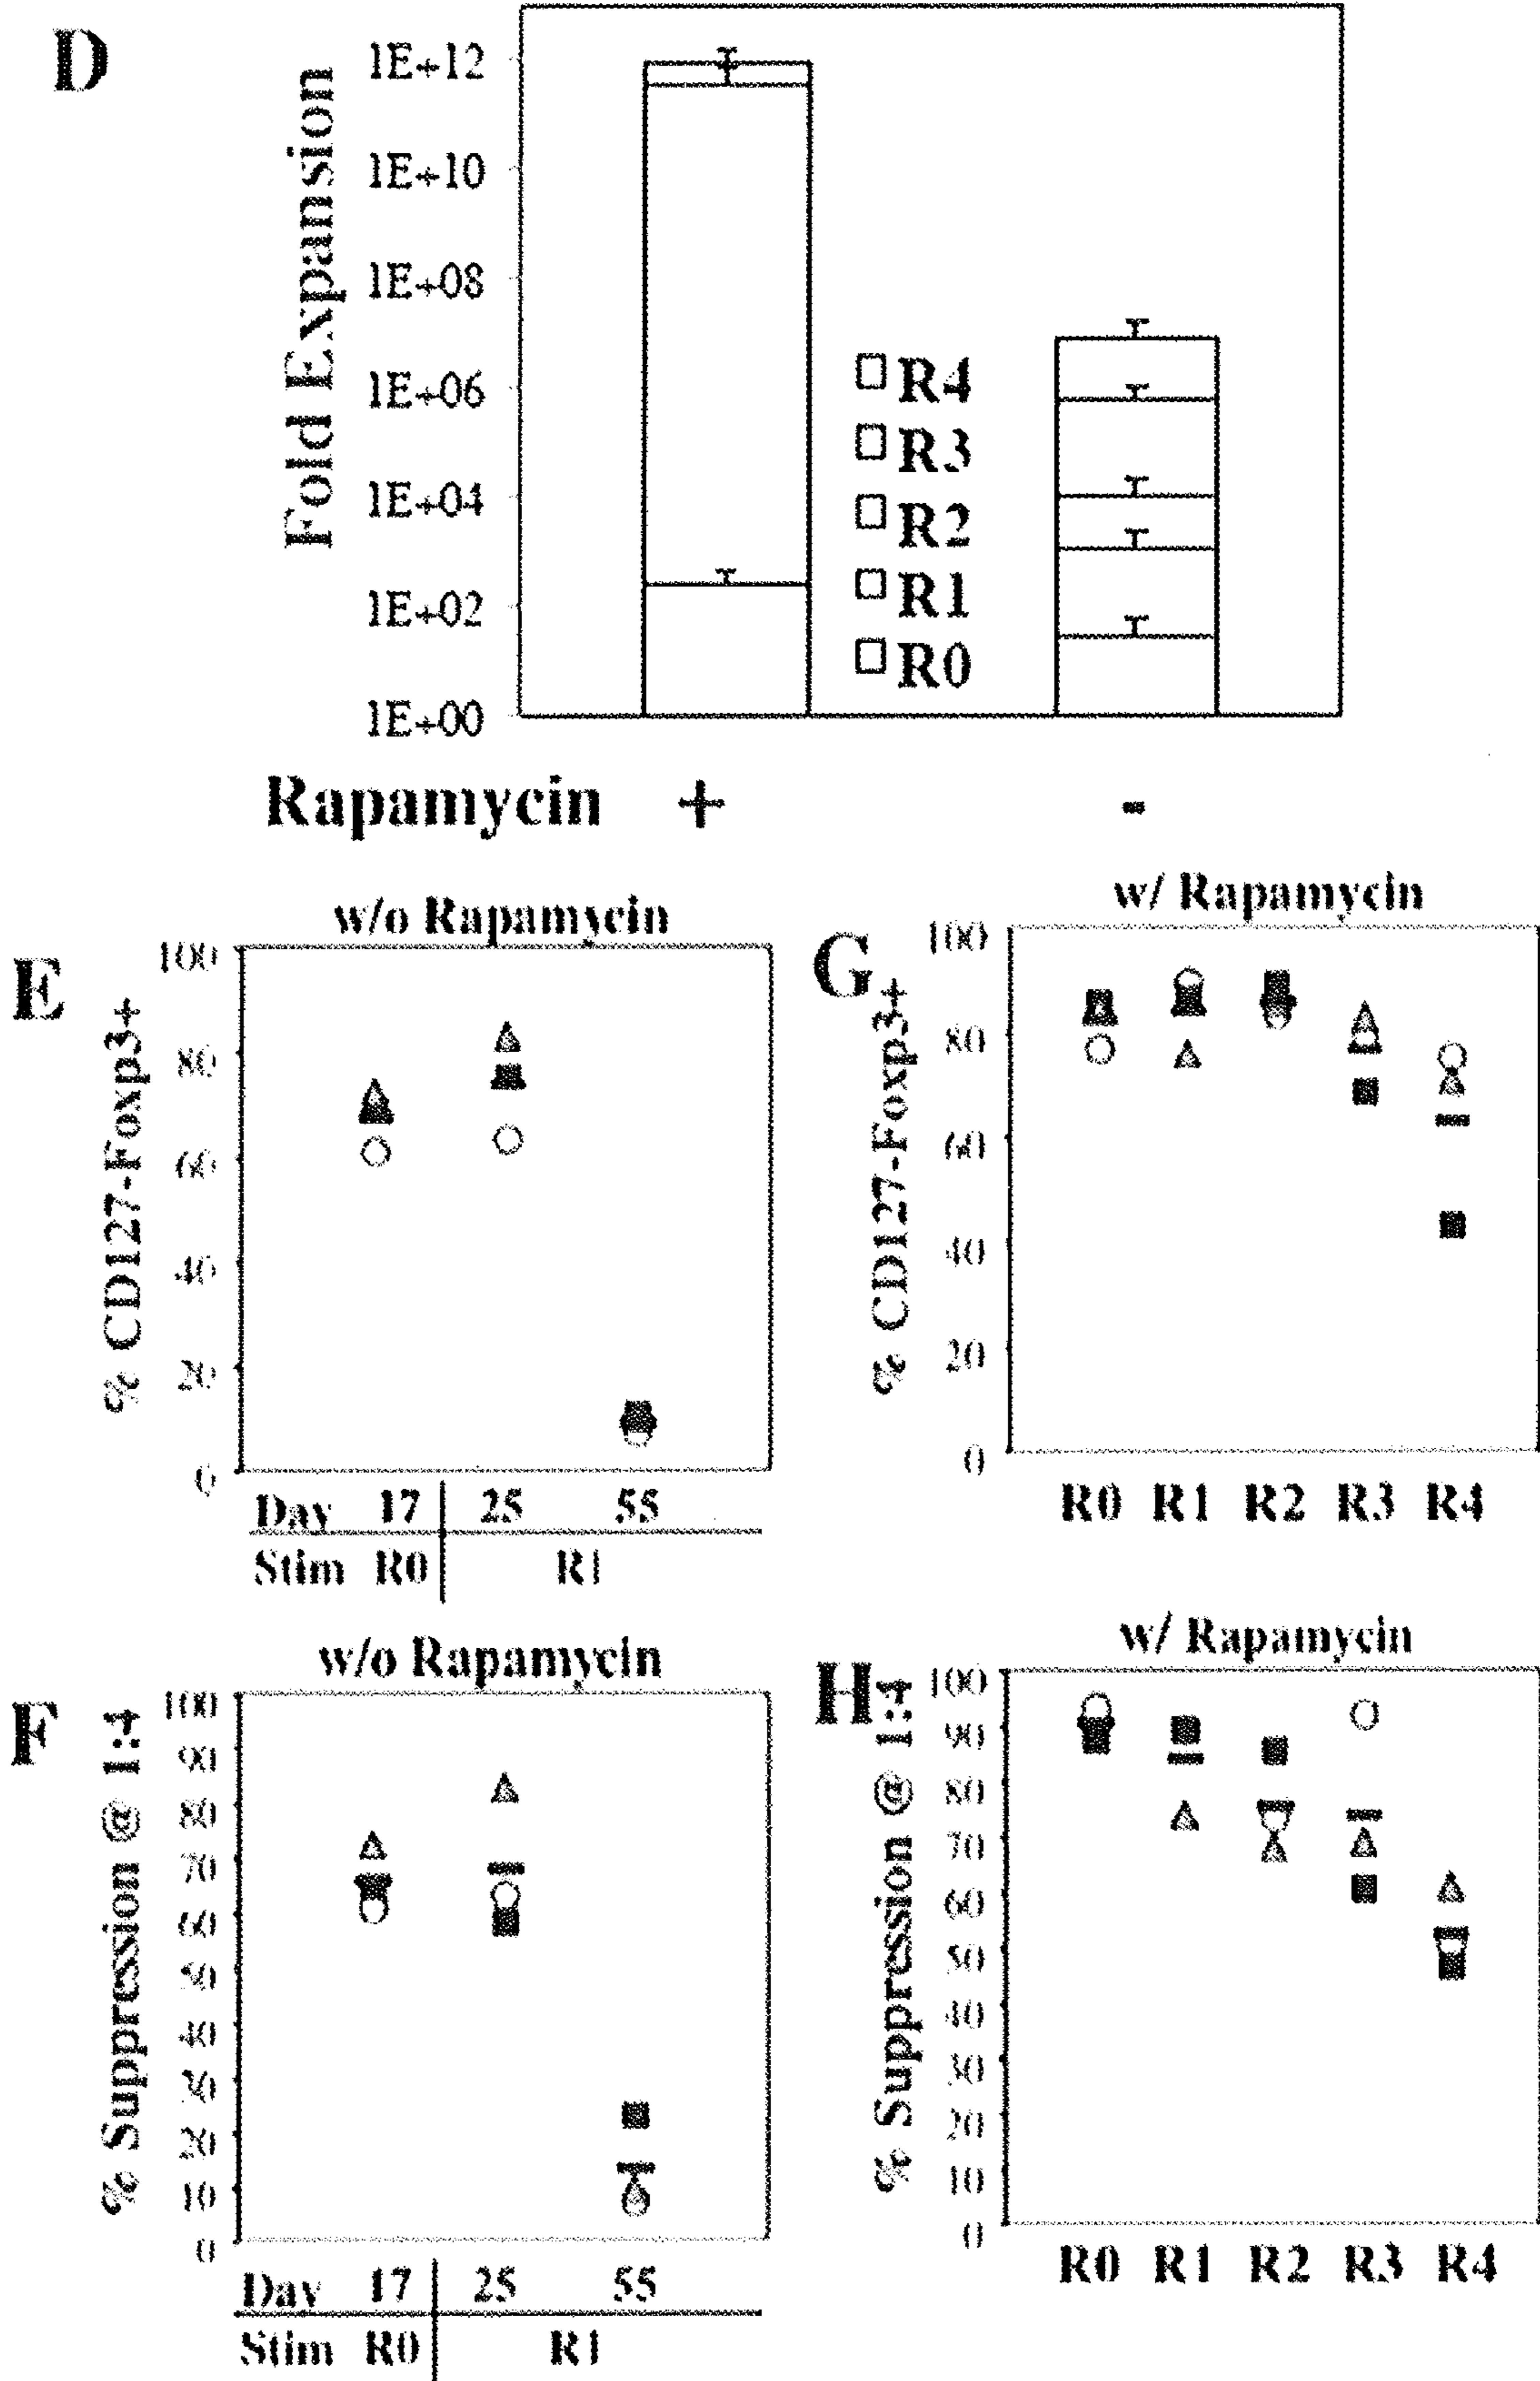 D
Fold Expansion
1E+12
1E+10
1E+08
1E+06
1E+04
1E+02
1E+00
R4
R3
R2
R1
R0
Rapamycin + -
E
w/o Rapamycin
% CD127-Foxp3+
100
80
60
40
20
0
Day 17 25 55
Stim R0 R1
G
w/ Rapamycin
% CD127-Foxp3+
100
80
60
40
20
0
R0 R1 R2 R3 R4
F
w/o Rapamycin
% Suppression @ 1:4
100
90
80
70
60
50
40
30
20
10
0
Day 17 25 55
Stim R0 R1
H
w/ Rapamycin
% Suppression @ 1:4
100
90
80
70
60
50
40
30
20
10
0
R0 R1 R2 R3 R4